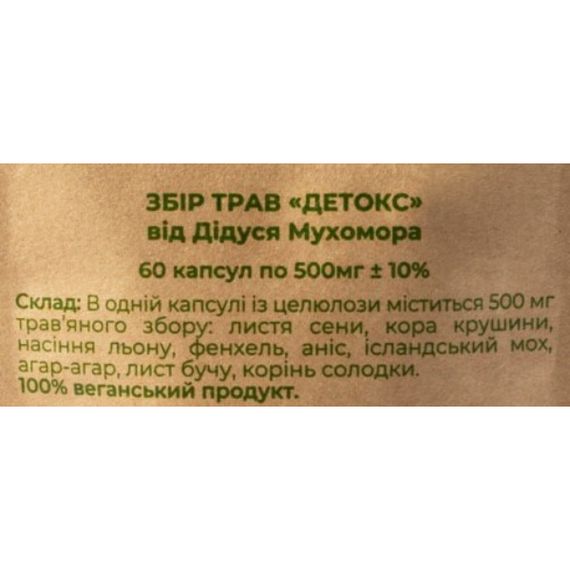 ЗБІР ТРАВ «ДЕТОКС»
від Дідуся Мухомора
60 капсул по 500мг ± 10%
Склад: В одній капсулі із целюлози міститься 500 мг
трав'яного збору: листя сени, кора крушини,
насіння льону, фенхель, аніс, ісландський мох,
агар-агар, лист бучу, корінь солодки.
100% веганський продукт.